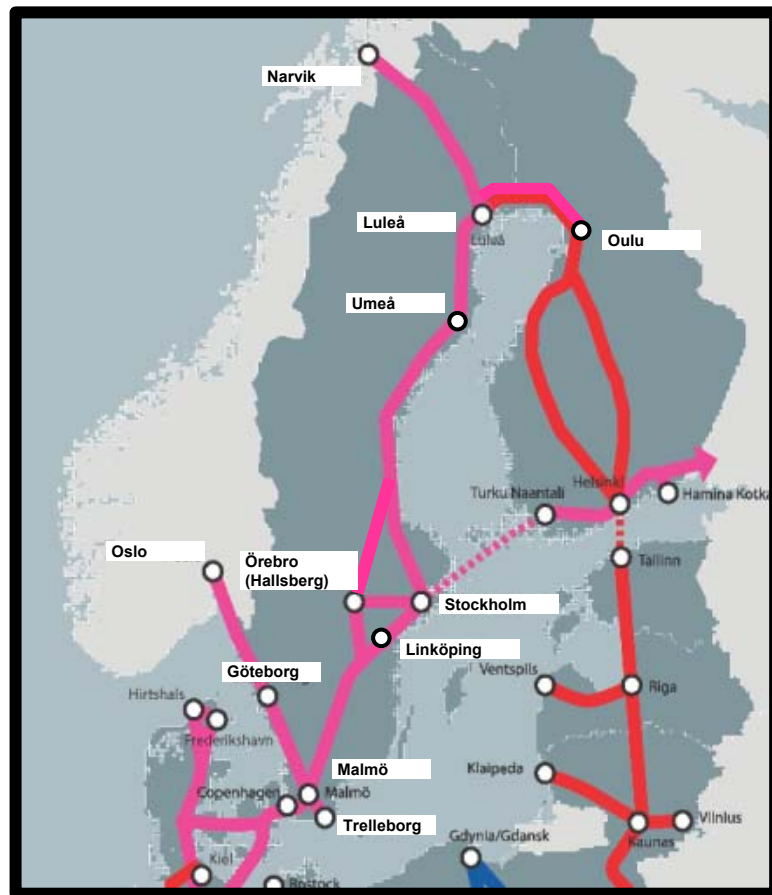 Narvik
Luleå
Luleå
Oulu
Umeå
Turku Naantali
Helsinki
Hamina Kotka
Oslo
Örebro
(Hallsberg)
Tallinn
Stockholm
Linköping
Göteborg
Ventspils
Riga
Hirtshals
Frederikshavn
Malmö
Klaipeda
Copenhagen
Malmö
Trelleborg
Vilnius
Gdynia/Gdansk
Kaunas
Kiel
Rostock